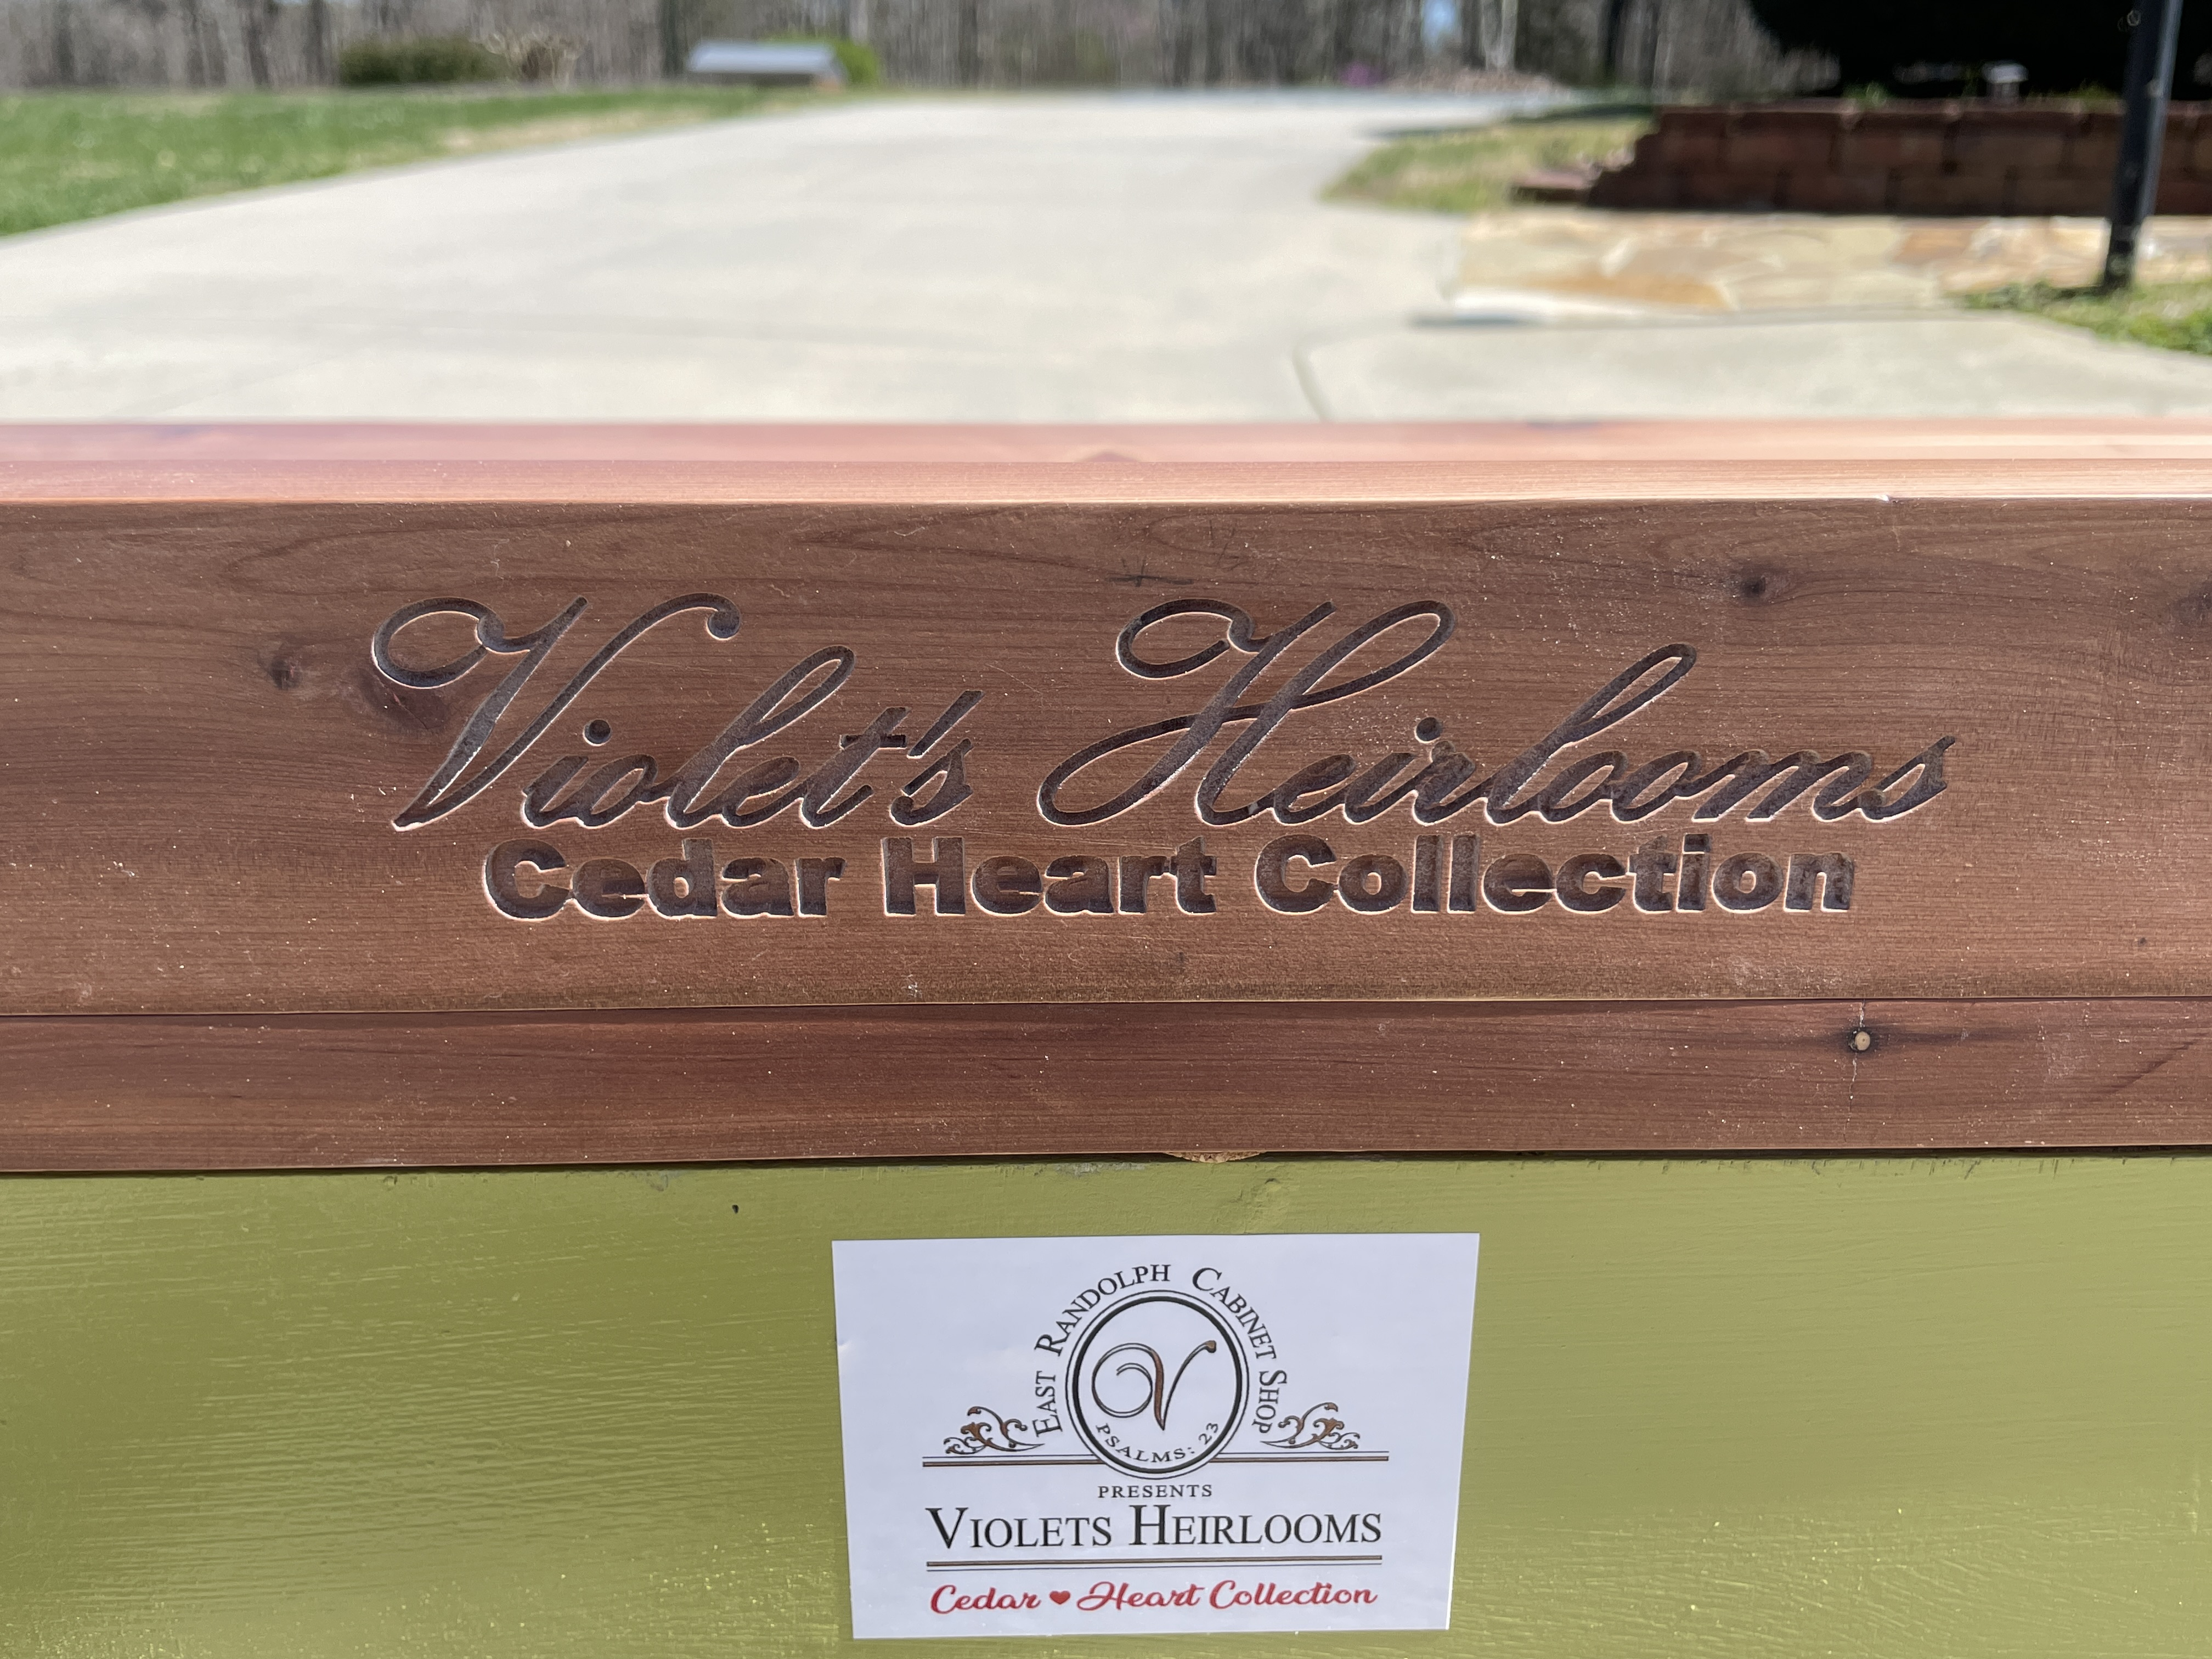 Violet's Heirlooms
Cedar Heart Collection
East Randolph Cabinet Shop
V
PSALMS: 23
PRESENTS
VIOLETS HEIRLOOMS
Cedar ♥ Heart Collection